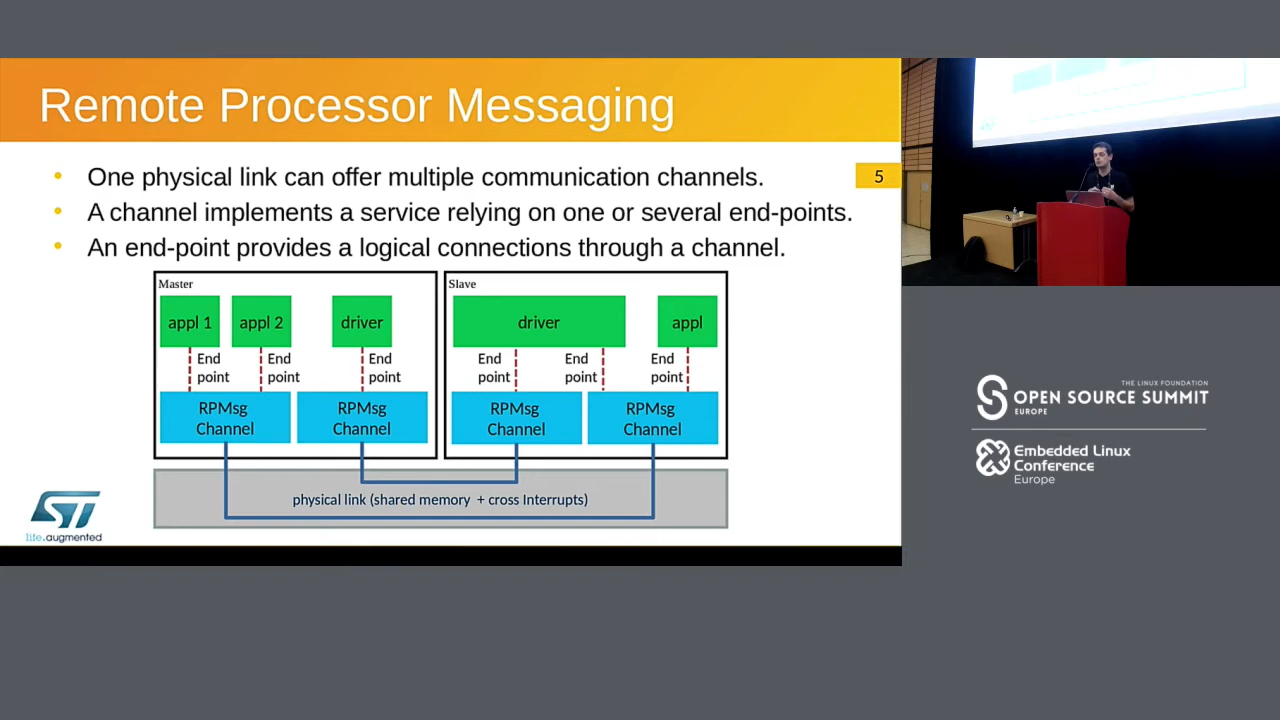 Remote Processor Messaging
• One physical link can offer multiple communication channels.
5
• A channel implements a service relying on one or several end-points.
• An end-point provides a logical connections through a channel.
Master
appl 1
appl 2
driver
End
point
End
point
End
point
RPMsg
Channel
RPMsg
Channel
Slave
driver
appl
End
point
End
point
End
point
RPMsg
Channel
RPMsg
Channel
physical link (shared memory + cross Interrupts)
ST
life.augmented
THE LINUX FOUNDATION
OPEN SOURCE SUMMIT
EUROPE
Embedded Linux
Conference
Europe